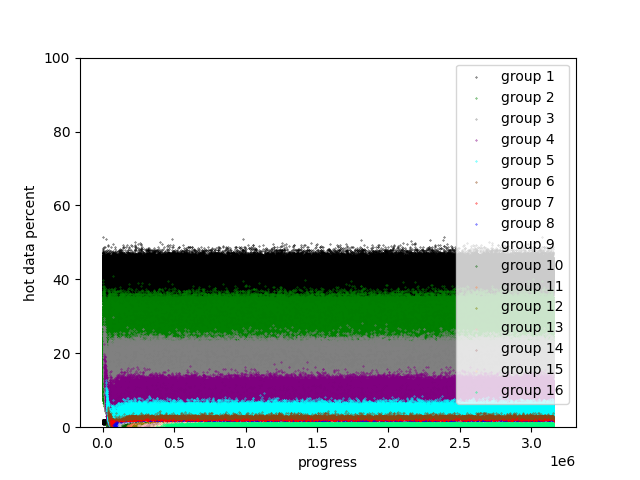 100
80
60
40
20
0
hot data percent
0.0 0.5 1.0 1.5 2.0 2.5 3.0
1e6
progress
group 1
group 2
group 3
group 4
group 5
group 6
group 7
group 8
group 9
group 10
group 11
group 12
group 13
group 14
group 15
group 16